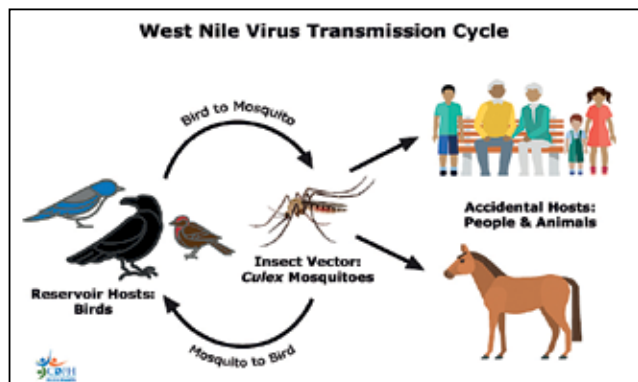 West Nile Virus Transmission Cycle
Bird to Mosquito
Reservoir Hosts:
Birds
Insect Vector:
Culex Mosquitoes
Mosquito to Bird
Accidental Hosts:
People & Animals
CDPH